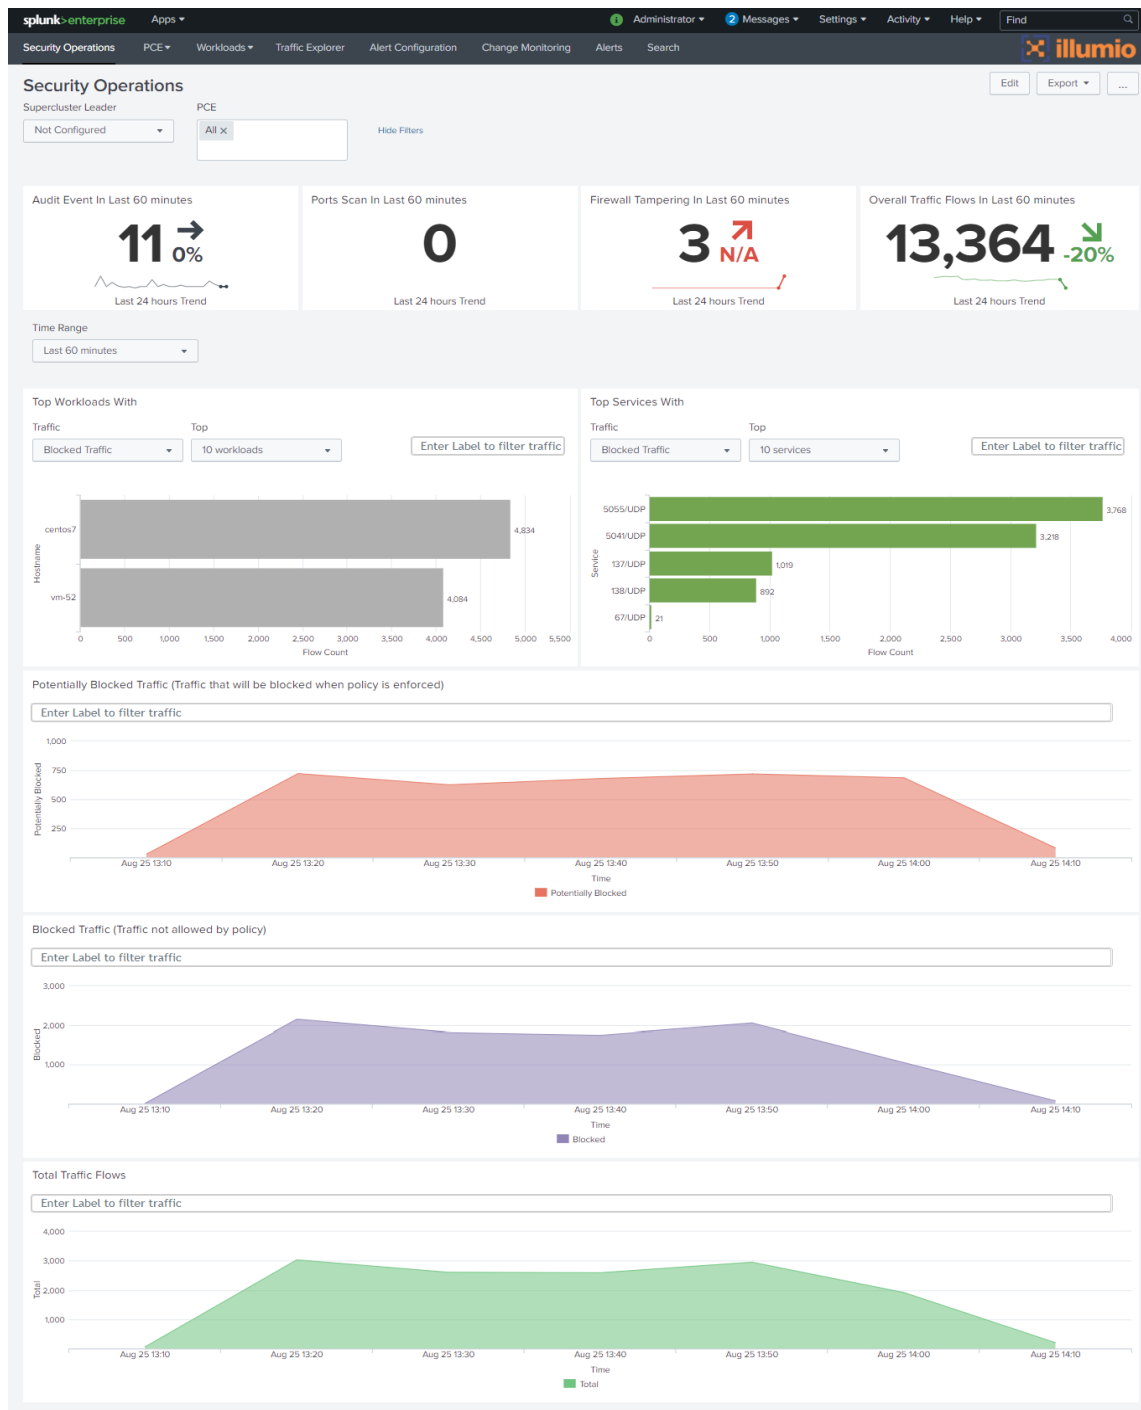 splunk>enterprise Apps Administrator 2 Messages Settings Activity Help Find
Security Operations PCE Workloads Traffic Explorer Alert Configuration Change Monitoring Alerts Search illumio
Security Operations
Edit Export ...
Supercluster Leader PCE
Not Configured All × Hide Filters
Audit Event In Last 60 minutes
11 0%
Last 24 hours Trend
Ports Scan In Last 60 minutes
0
Last 24 hours Trend
Firewall Tampering In Last 60 minutes
3 N/A
Last 24 hours Trend
Overall Traffic Flows In Last 60 minutes
13,364 -20%
Last 24 hours Trend
Time Range
Last 60 minutes
Top Workloads With
Traffic Top
Blocked Traffic 10 workloads Enter Label to filter traffic
Hostname
centos7 4,834
vm-52 4,084
0 500 1,000 1,500 2,000 2,500 3,000 3,500 4,000 4,500 5,000 5,500
Flow Count
Top Services With
Traffic Top
Blocked Traffic 10 services Enter Label to filter traffic
Service
5055/UDP 3,768
5041/UDP 3,218
137/UDP 1,019
138/UDP 892
67/UDP 21
0 500 1,000 1,500 2,000 2,500 3,000 3,500 4,000
Flow Count
Potentially Blocked Traffic (Traffic that will be blocked when policy is enforced)
Enter Label to filter traffic
Potentially Blocked
1,000
750
500
250
Aug 25 13:10 Aug 25 13:20 Aug 25 13:30 Aug 25 13:40 Aug 25 13:50 Aug 25 14:00 Aug 25 14:10
Time
Potentially Blocked
Blocked Traffic (Traffic not allowed by policy)
Enter Label to filter traffic
Blocked
3,000
2,000
1,000
Aug 25 13:10 Aug 25 13:20 Aug 25 13:30 Aug 25 13:40 Aug 25 13:50 Aug 25 14:00 Aug 25 14:10
Time
Blocked
Total Traffic Flows
Enter Label to filter traffic
Total
4,000
3,000
2,000
1,000
Aug 25 13:10 Aug 25 13:20 Aug 25 13:30 Aug 25 13:40 Aug 25 13:50 Aug 25 14:00 Aug 25 14:10
Time
Total